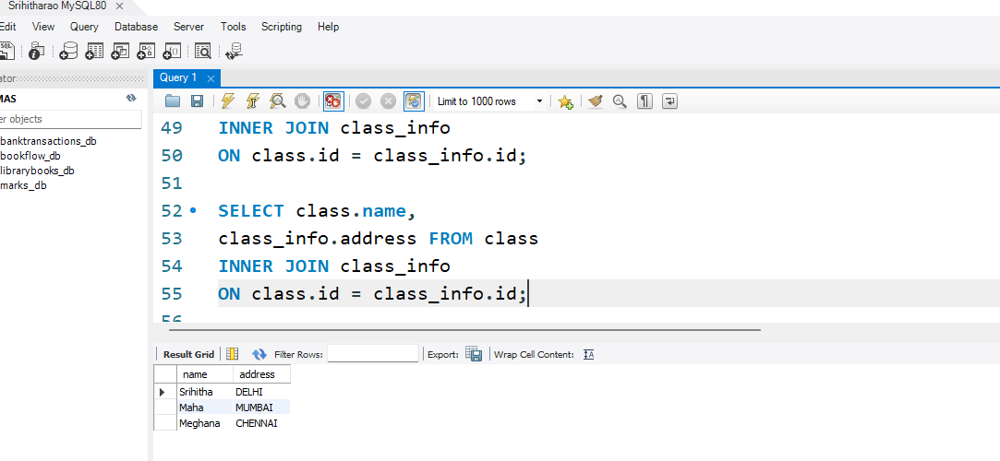 Srihitharao MySQL80
Edit View Query Database Server Tools Scripting Help
Query 1
Limit to 1000 rows
er objects
banktransactions_db
bookflow_db
librarybooks_db
marks_db
49 INNER JOIN class_info
50 ON class.id = class_info.id;
51
52 SELECT class.name,
53 class_info.address FROM class
54 INNER JOIN class_info
55 ON class.id = class_info.id;
56
Result Grid Filter Rows: Export: Wrap Cell Content:
name address
Srihitha DELHI
Maha MUMBAI
Meghana CHENNAI